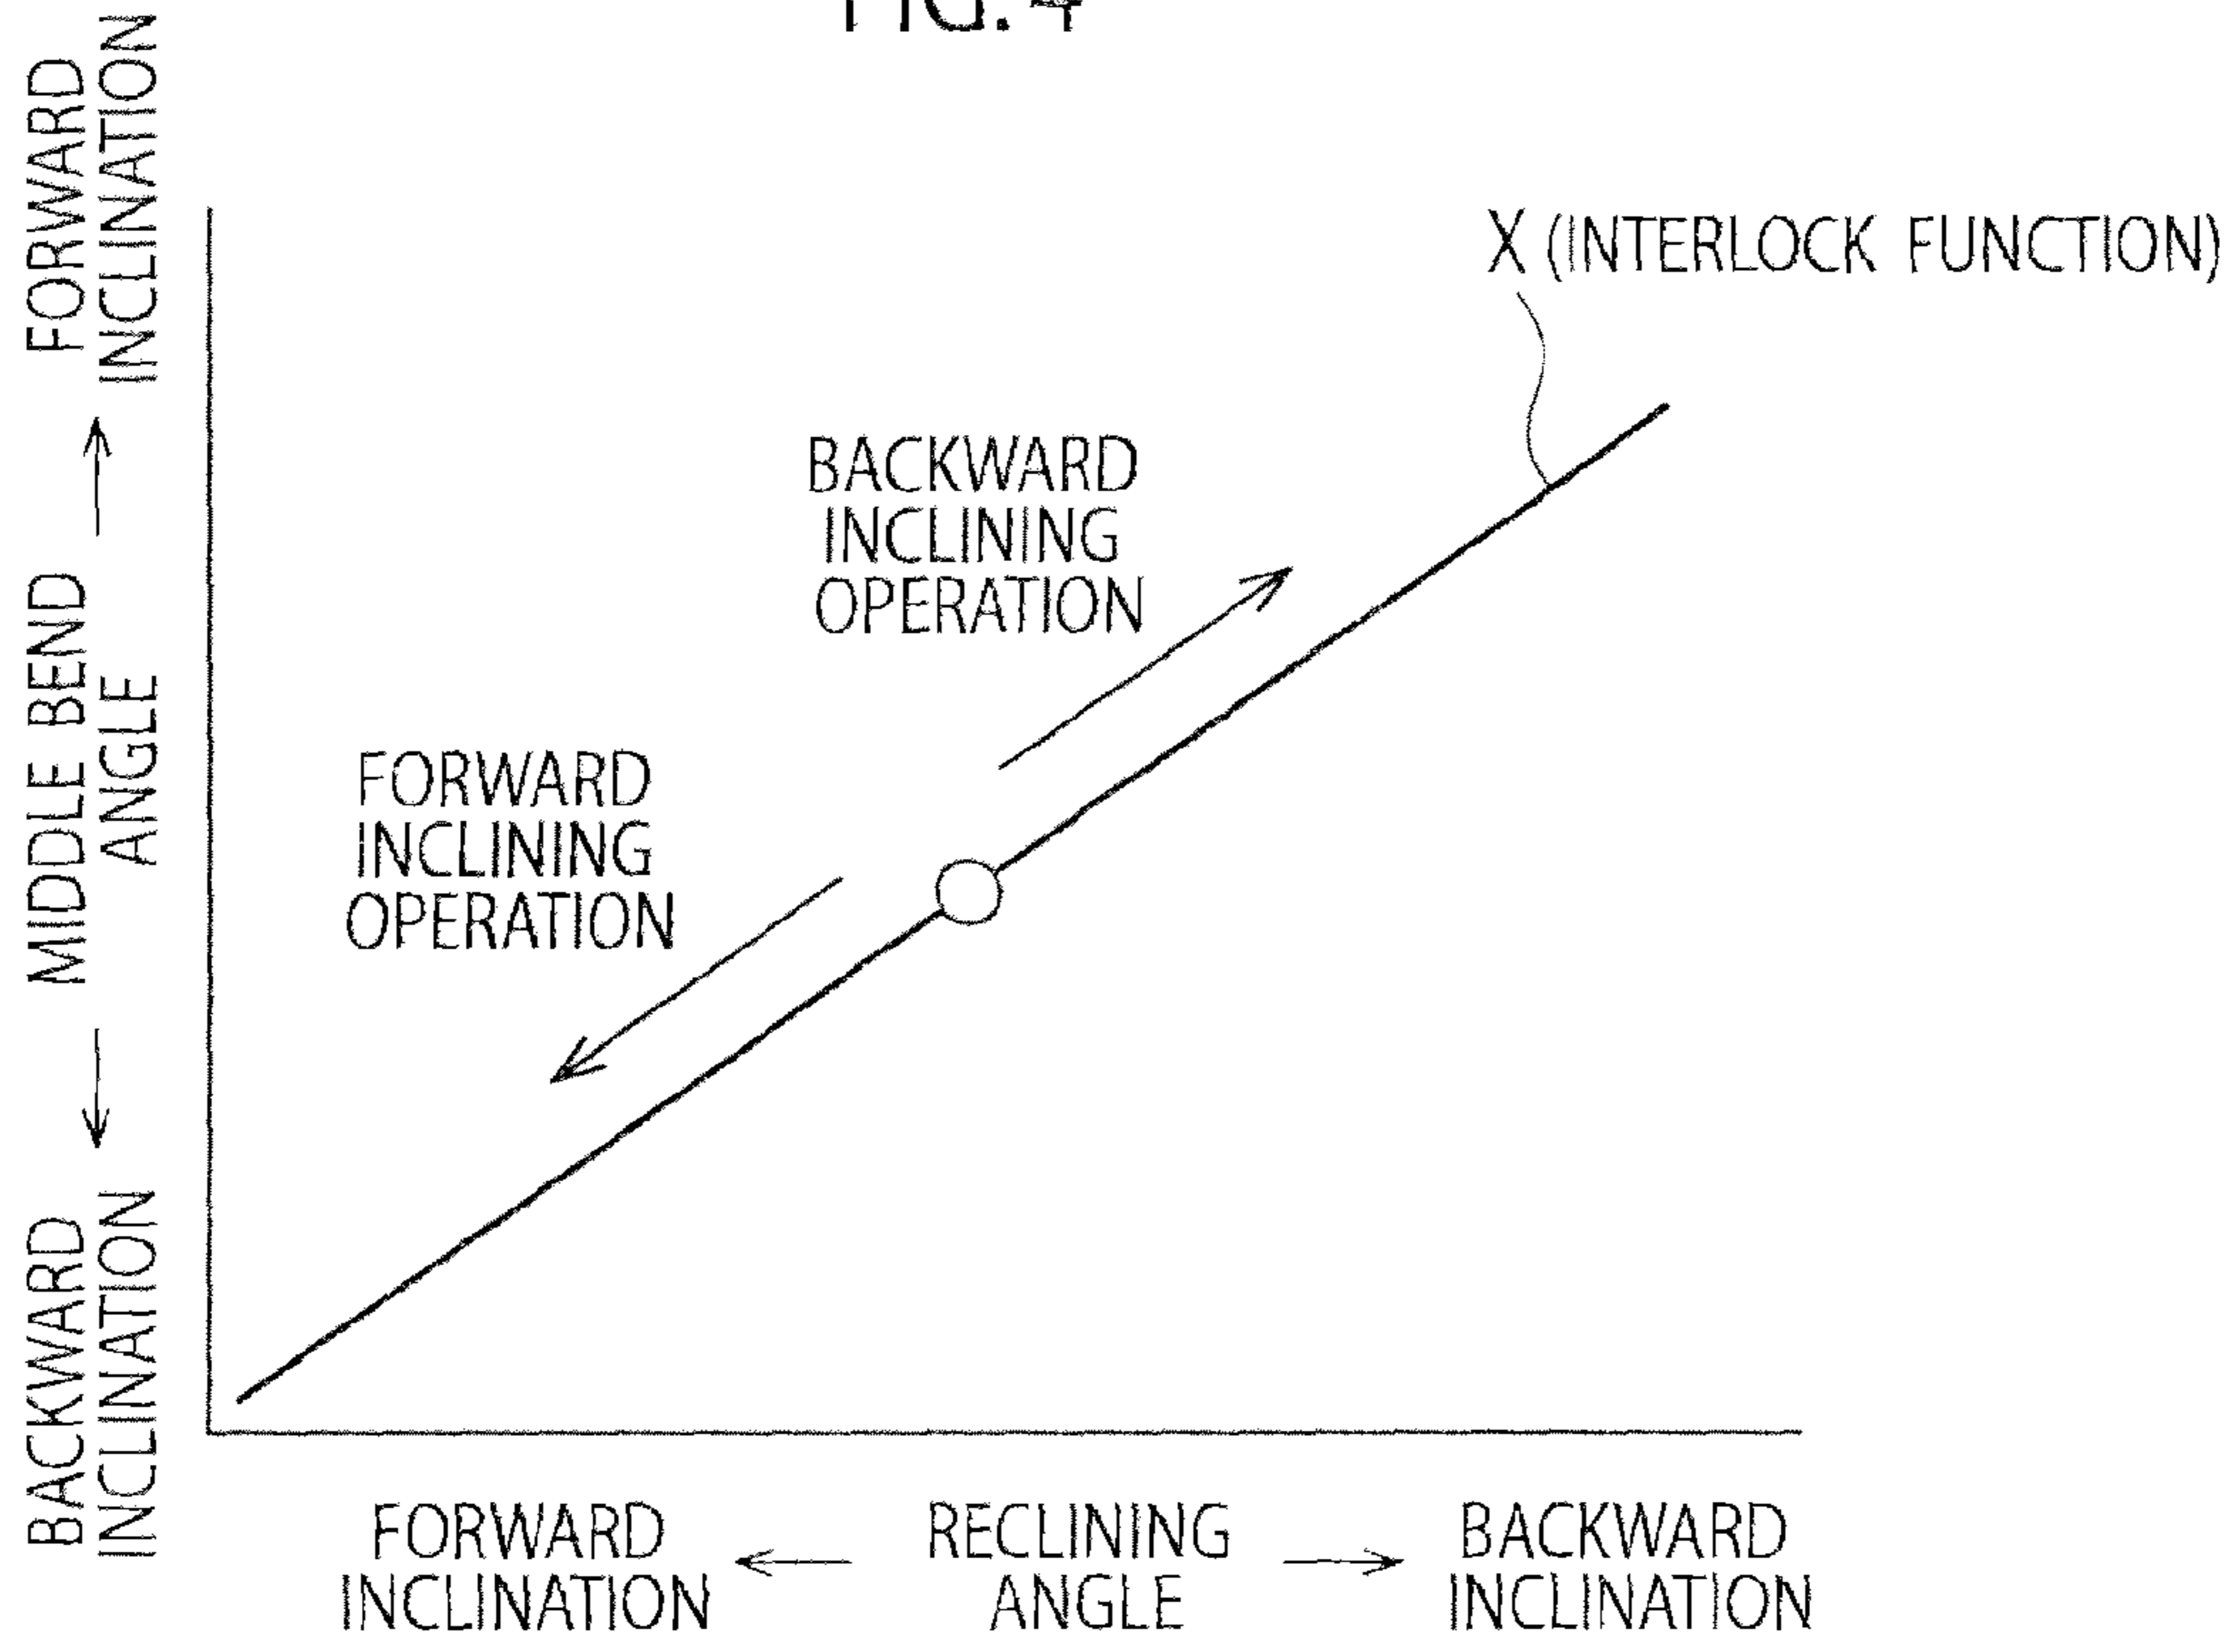 FIG. 4
FORWARD
INCLINATION
MIDDLE BEND
ANGLE
BACKWARD
INCLINATION
X (INTERLOCK FUNCTION)
BACKWARD
INCLINING
OPERATION
FORWARD
INCLINING
OPERATION
FORWARD
INCLINATION
RECLINING
ANGLE
BACKWARD
INCLINATION